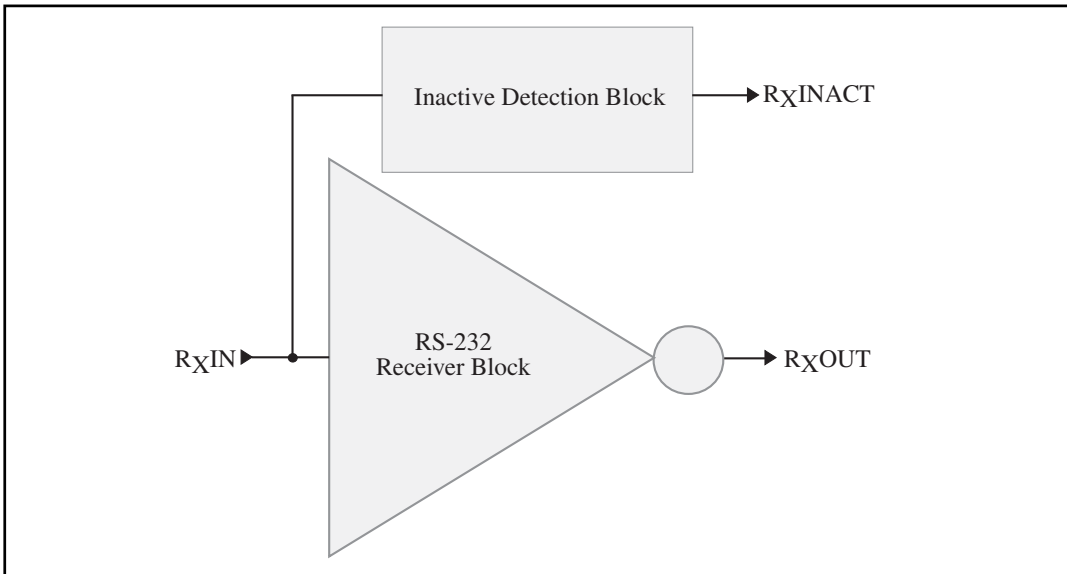 Inactive Detection Block
RXINACT
RS-232
Receiver Block
RXIN
RXOUT